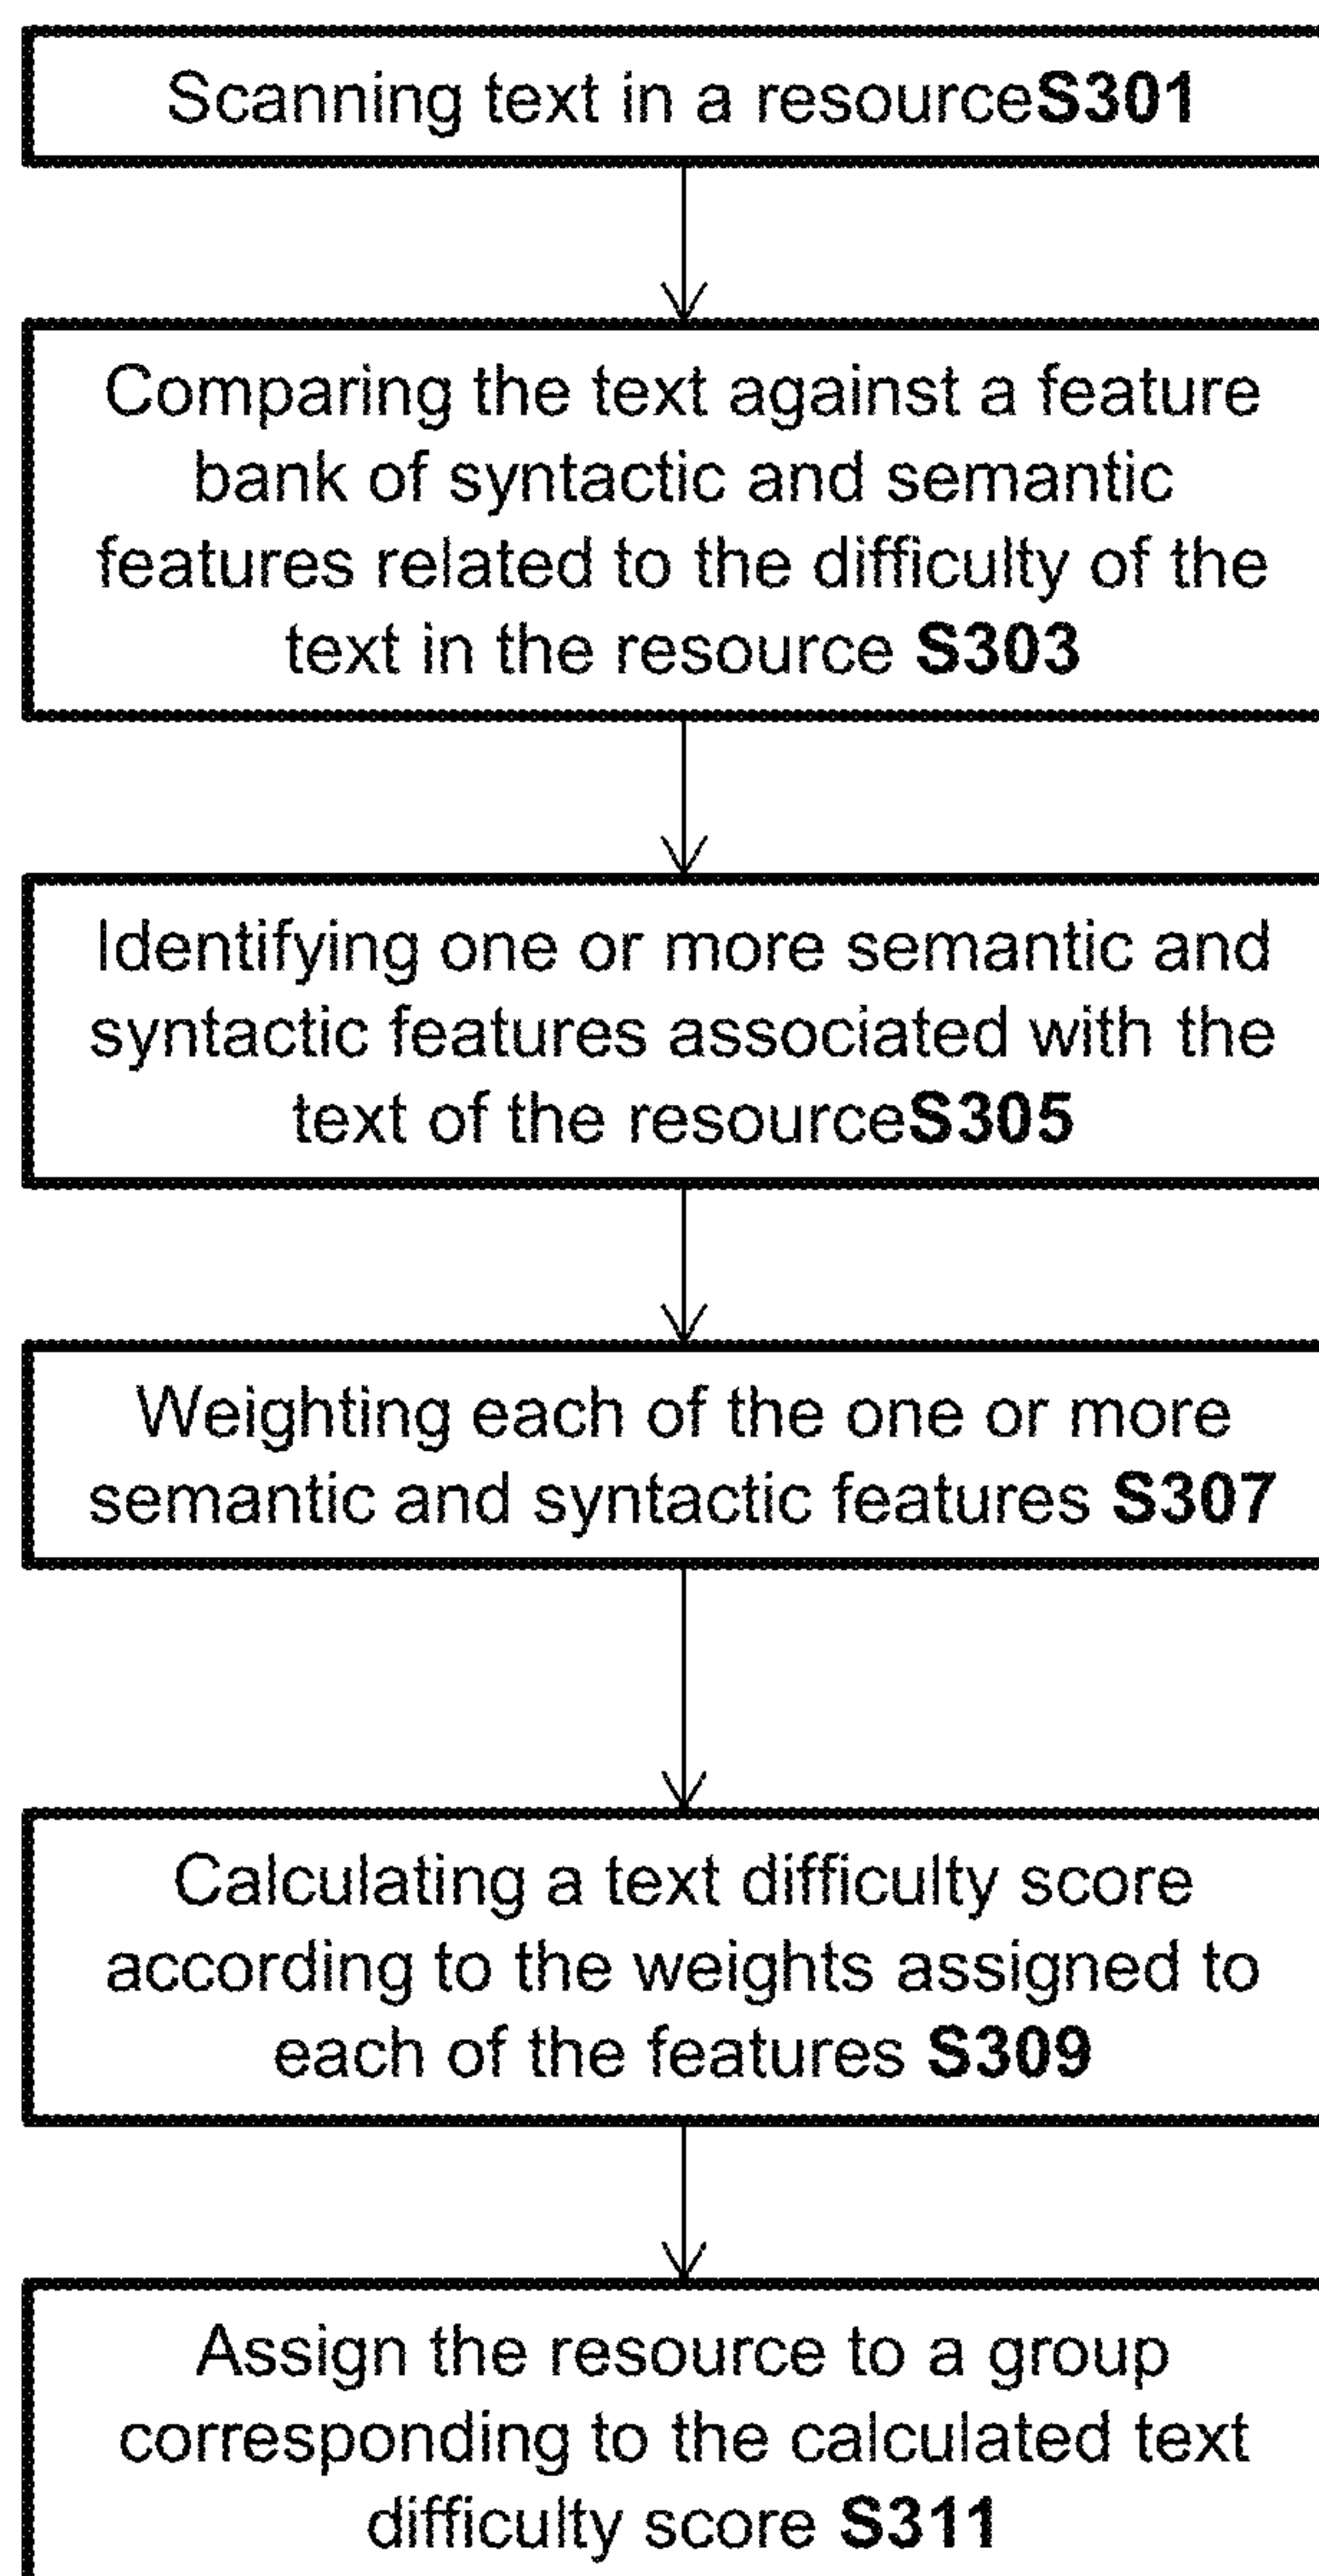 Scanning text in a resourceS301
Comparing the text against a feature
bank of syntactic and semantic
features related to the difficulty of the
text in the resource S303
Identifying one or more semantic and
syntactic features associated with the
text of the resourceS305
Weighting each of the one or more
semantic and syntactic features S307
Calculating a text difficulty score
according to the weights assigned to
each of the features S309
Assign the resource to a group
corresponding to the calculated text
difficulty score S311